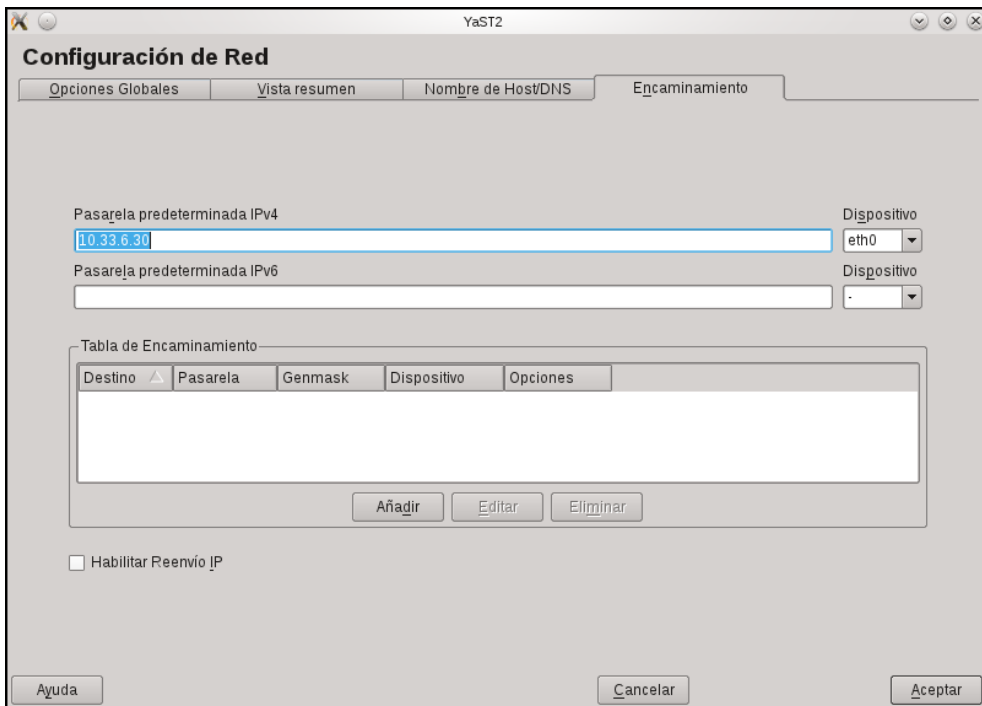 YaST2
Configuración de Red
Opciones Globales
Vista resumen
Nombre de Host/DNS
Encaminamiento
Pasarela predeterminada IPv4
Dispositivo
10.33.6.30
eth0
Pasarela predeterminada IPv6
Dispositivo
-
Tabla de Encaminamiento
Destino
Pasarela
Genmask
Dispositivo
Opciones
Añadir
Editar
Eliminar
Habilitar Reenvío IP
Ayuda
Cancelar
Aceptar